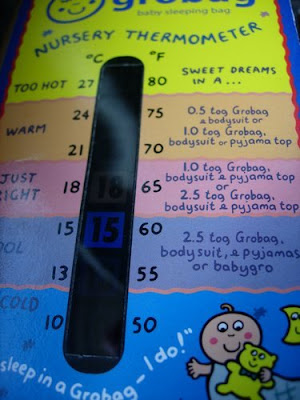 grobag
baby sleeping bag
NURSERY THERMOMETER
°C °F
TOO HOT 27 80 SWEET DREAMS
IN A...
24 75 0.5 tog Grobag
& bodysuit or
WARM 1.0 tog Grobag,
21 70 bodysuit or pyjama top
JUST 1.0 tog Grobag,
RIGHT 18 18 65 bodysuit & pyjama top
or
2.5 tog Grobag,
bodysuit & pyjama top
15 15 60
OOL 2.5 tog Grobag,
bodysuit, & pyjamas
13 55 or babygro
COLD
10 50
sleep in a Grobag - I do!"